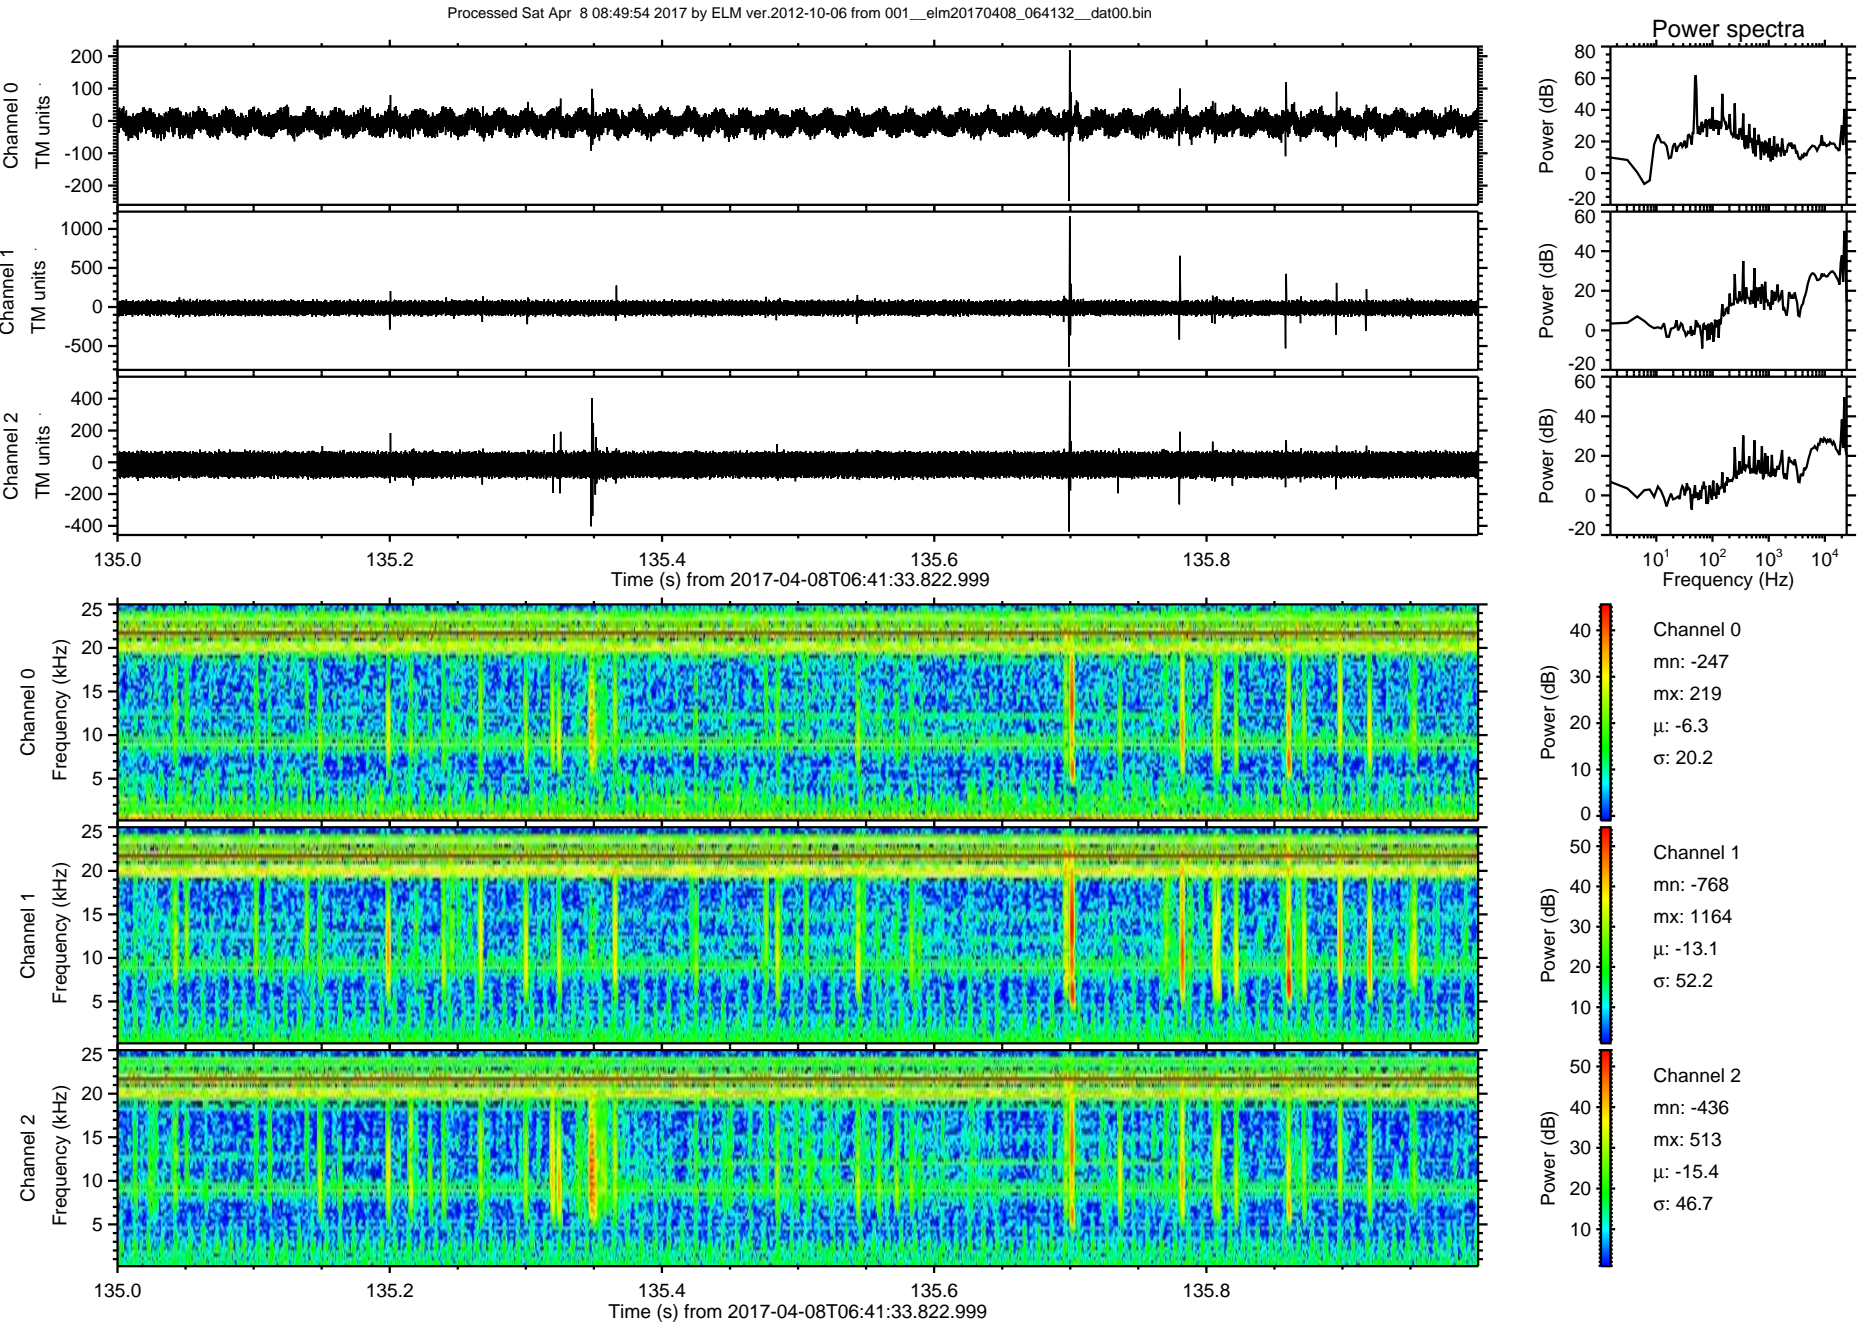 Processed Sat Apr  8 08:49:54 2017 by ELM ver.2012-10-06 from 001__elm20170408_064132__dat00.bin
Power spectra
Channel 0
TM units
200
100
0
-100
-200
Power (dB)
80
60
40
20
0
-20
Channel 1
TM units
1000
500
0
-500
Power (dB)
60
40
20
0
-20
Channel 2
TM units
400
200
0
-200
-400
Power (dB)
60
40
20
0
-20
135.0 135.2 135.4 135.6 135.8
Time (s) from 2017-04-08T06:41:33.822.999
10¹ 10² 10³ 10⁴
Frequency (Hz)
Channel 0
Frequency (kHz)
25
20
15
10
5
Power (dB)
40
30
20
10
0
Channel 0
mn: -247
mx: 219
μ: -6.3
σ: 20.2
Channel 1
Frequency (kHz)
25
20
15
10
5
Power (dB)
50
40
30
20
10
Channel 1
mn: -768
mx: 1164
μ: -13.1
σ: 52.2
Channel 2
Frequency (kHz)
25
20
15
10
5
Power (dB)
50
40
30
20
10
Channel 2
mn: -436
mx: 513
μ: -15.4
σ: 46.7
135.0 135.2 135.4 135.6 135.8
Time (s) from 2017-04-08T06:41:33.822.999